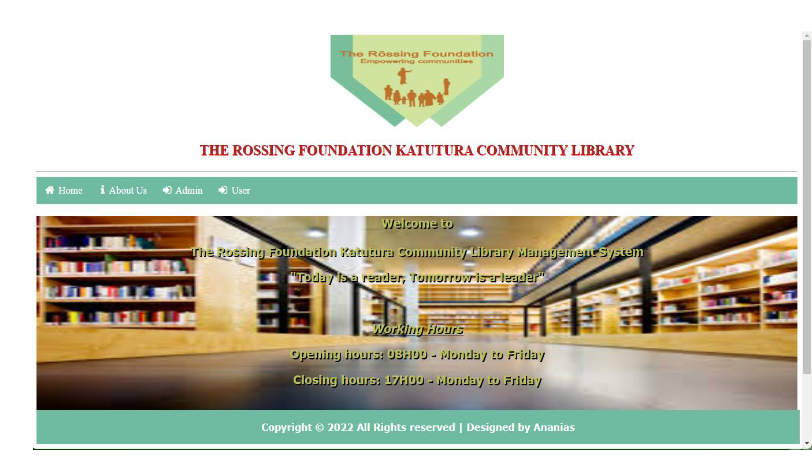 The Rössing Foundation
Empowering communities
THE ROSSING FOUNDATION KATUTURA COMMUNITY LIBRARY
Home About Us Admin User
Welcome to
The Rossing Foundation Katutura Community Library Management System
"Today is a reader, Tomorrow is a leader"
Working Hours
Opening hours: 08H00 - Monday to Friday
Closing hours: 17H00 - Monday to Friday
Copyright © 2022 All Rights reserved | Designed by Ananias